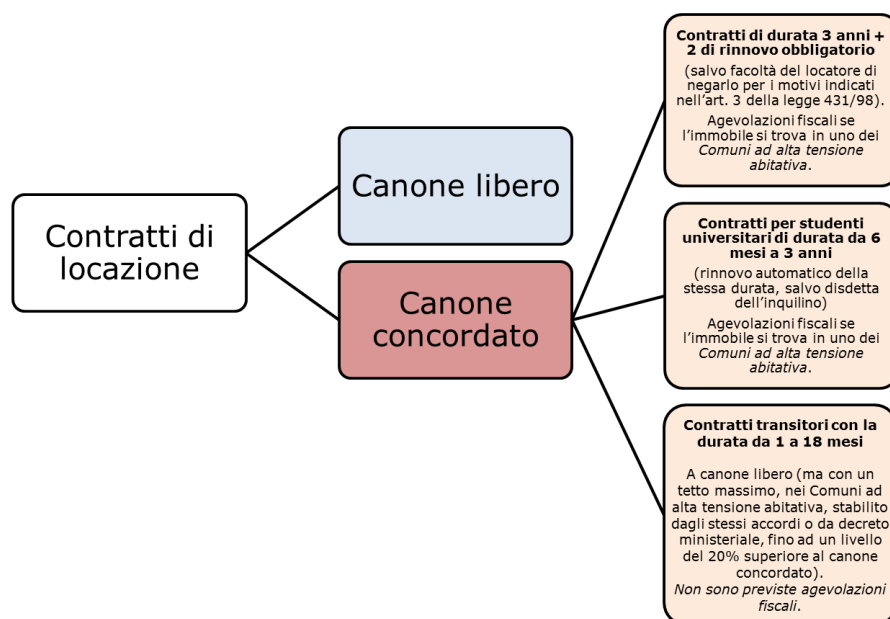 Contratti di
locazione
Canone libero
Canone
concordato
Contratti di durata 3 anni +
2 di rinnovo obbligatorio
(salvo facoltà del locatore di
negarlo per i motivi indicati
nell'art. 3 della legge 431/98).
Agevolazioni fiscali se
l'immobile si trova in uno dei
Comuni ad alta tensione
abitativa.
Contratti per studenti
universitari di durata da 6
mesi a 3 anni
(rinnovo automatico della
stessa durata, salvo disdetta
dell'inquilino)
Agevolazioni fiscali se
l'immobile si trova in uno dei
Comuni ad alta tensione
abitativa.
Contratti transitori con la
durata da 1 a 18 mesi
A canone libero (ma con un
tetto massimo, nei Comuni ad
alta tensione abitativa, stabilito
dagli stessi accordi o da decreto
ministeriale, fino ad un livello
del 20% superiore al canone
concordato).
Non sono previste agevolazioni
fiscali.